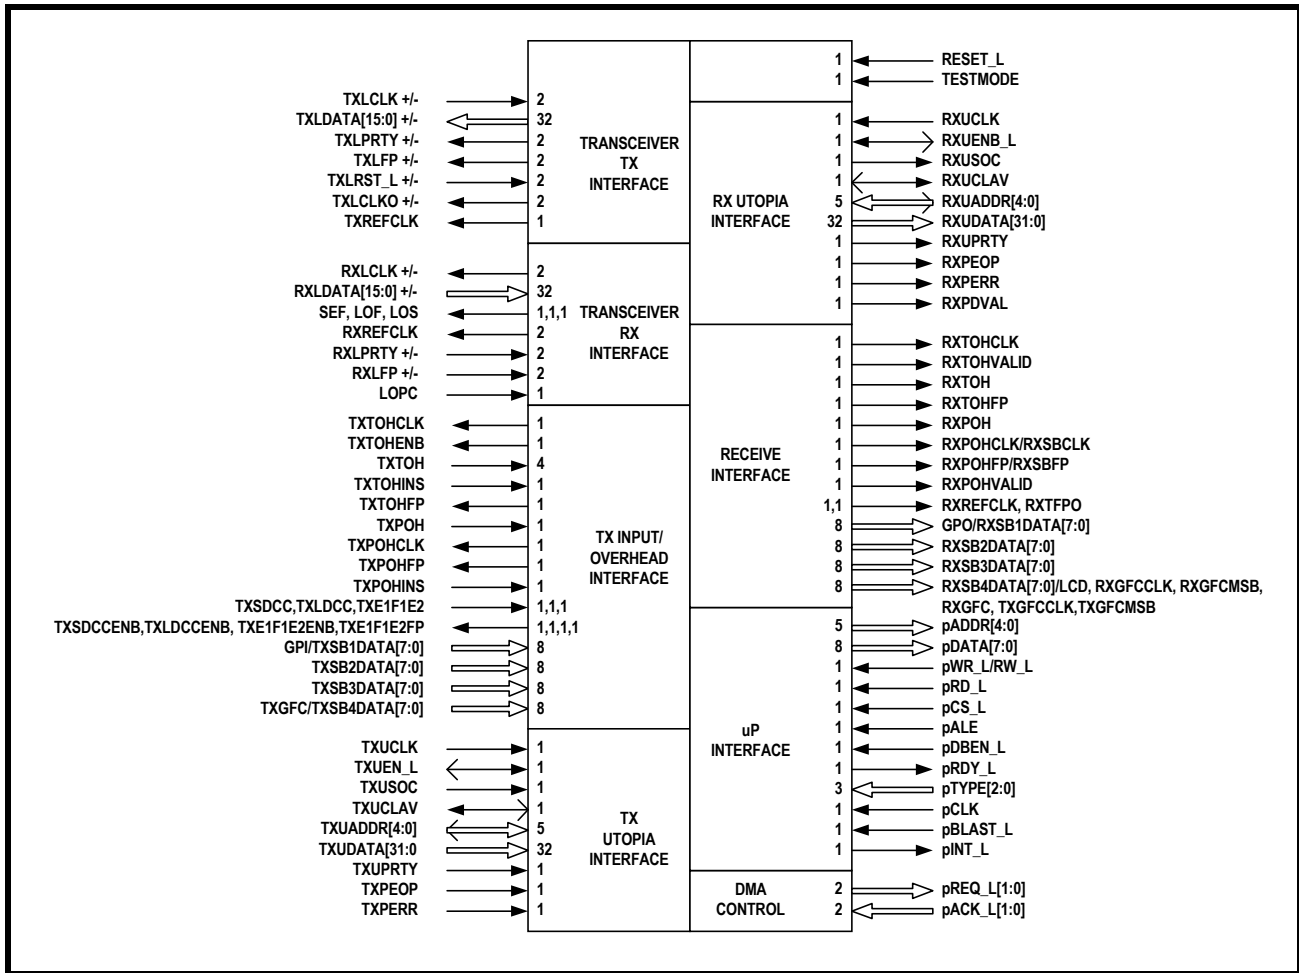 TXLCLK +/- 2
TXLDATA[15:0] +/- 32
TXLPRTY +/- 2
TXLFP +/- 2
TXLRST_L +/- 2
TXLCLKO +/- 2
TXREFCLK 1
TRANSCEIVER
TX
INTERFACE
RXLCLK +/- 2
RXLDATA[15:0] +/- 32
SEF, LOF, LOS 1,1,1
RXREFCLK 2
RXLPRTY +/- 2
RXLFP +/- 2
LOPC 1
TRANSCEIVER
RX
INTERFACE
TXTOHCLK 1
TXTOHENB 1
TXTOH 4
TXTOHINS 1
TXTOHFP 1
TXPOH 1
TXPOHCLK 1
TXPOHFP 1
TXPOHINS 1
TXSDCC,TXLDCC,TXE1F1E2 1,1,1
TXSDCCENB,TXLDCCENB, TXE1F1E2ENB,TXE1F1E2FP 1,1,1,1
GPI/TXSB1DATA[7:0] 8
TXSB2DATA[7:0] 8
TXSB3DATA[7:0] 8
TXGFC/TXSB4DATA[7:0] 8
TX INPUT/
OVERHEAD
INTERFACE
TXUCLK 1
TXUEN_L 1
TXUSOC 1
TXUCLAV 1
TXUADDR[4:0] 5
TXUDATA[31:0 32
TXUPRTY 1
TXPEOP 1
TXPERR 1
TX
UTOPIA
INTERFACE
1 RESET_L
1 TESTMODE
RX UTOPIA
INTERFACE
1 RXUCLK
1 RXUENB_L
1 RXUSOC
1 RXUCLAV
5 RXUADDR[4:0]
32 RXUDATA[31:0]
1 RXUPRTY
1 RXPEOP
1 RXPERR
1 RXPDVAL
RECEIVE
INTERFACE
1 RXTOHCLK
1 RXTOHVALID
1 RXTOH
1 RXTOHFP
1 RXPOH
1 RXPOHCLK/RXSBCLK
1 RXPOHFP/RXSBFP
1 RXPOHVALID
1,1 RXREFCLK, RXTFPO
8 GPO/RXSB1DATA[7:0]
8 RXSB2DATA[7:0]
8 RXSB3DATA[7:0]
8 RXSB4DATA[7:0]/LCD, RXGFCCLK, RXGFCMSB,
RXGFC, TXGFCCLK,TXGFCMSB
uP
INTERFACE
5 pADDR[4:0]
8 pDATA[7:0]
1 pWR_L/RW_L
1 pRD_L
1 pCS_L
1 pALE
1 pDBEN_L
1 pRDY_L
3 pTYPE[2:0]
1 pCLK
1 pBLAST_L
1 pINT_L
DMA
CONTROL
2 pREQ_L[1:0]
2 pACK_L[1:0]